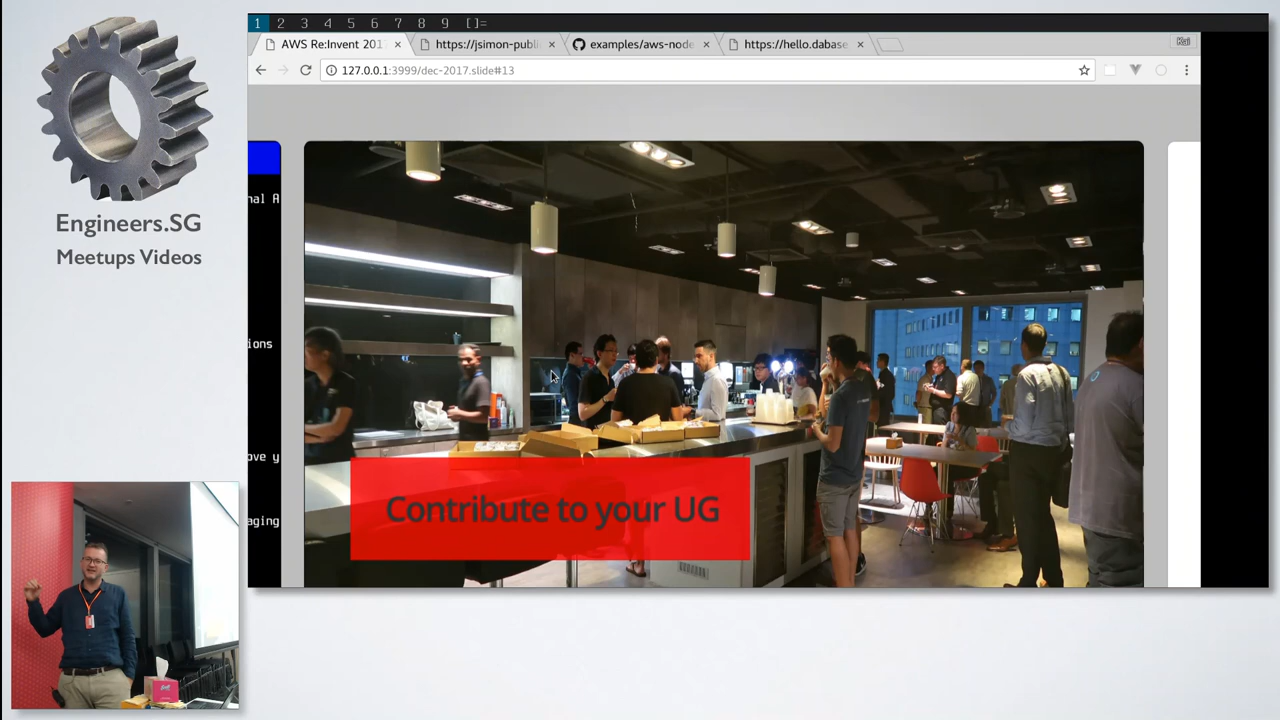 Engineers.SG
Meetups Videos
1 2 3 4 5 6 7 8 9 []=
AWS Re:Invent 201
https://jsimon-publ
examples/aws-node
https://hello.dabase
Kai
127.0.0.1:3999/dec-2017.slide#13
nal A
ions
ove y
aging
Contribute to your UG